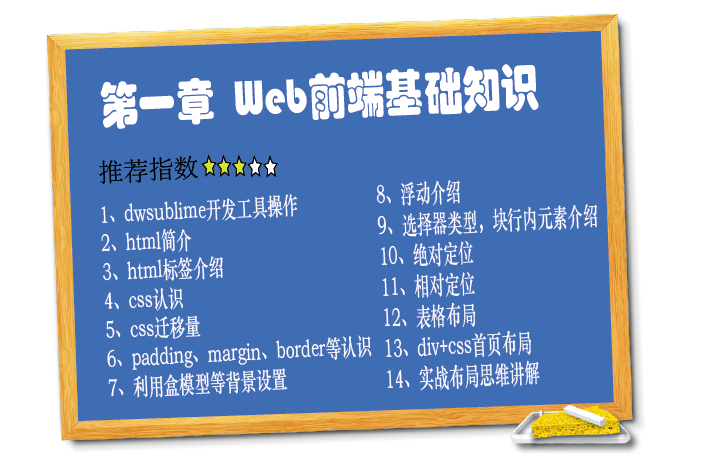 第一章 Web前端基础知识
推荐指数
1、dwsublime开发工具操作
2、html简介
3、html标签介绍
4、css认识
5、css迁移量
6、padding、margin、border等认识
7、利用盒模型等背景设置
8、浮动介绍
9、选择器类型，块行内元素介绍
10、绝对定位
11、相对定位
12、表格布局
13、div+css首页布局
14、实战布局思维讲解